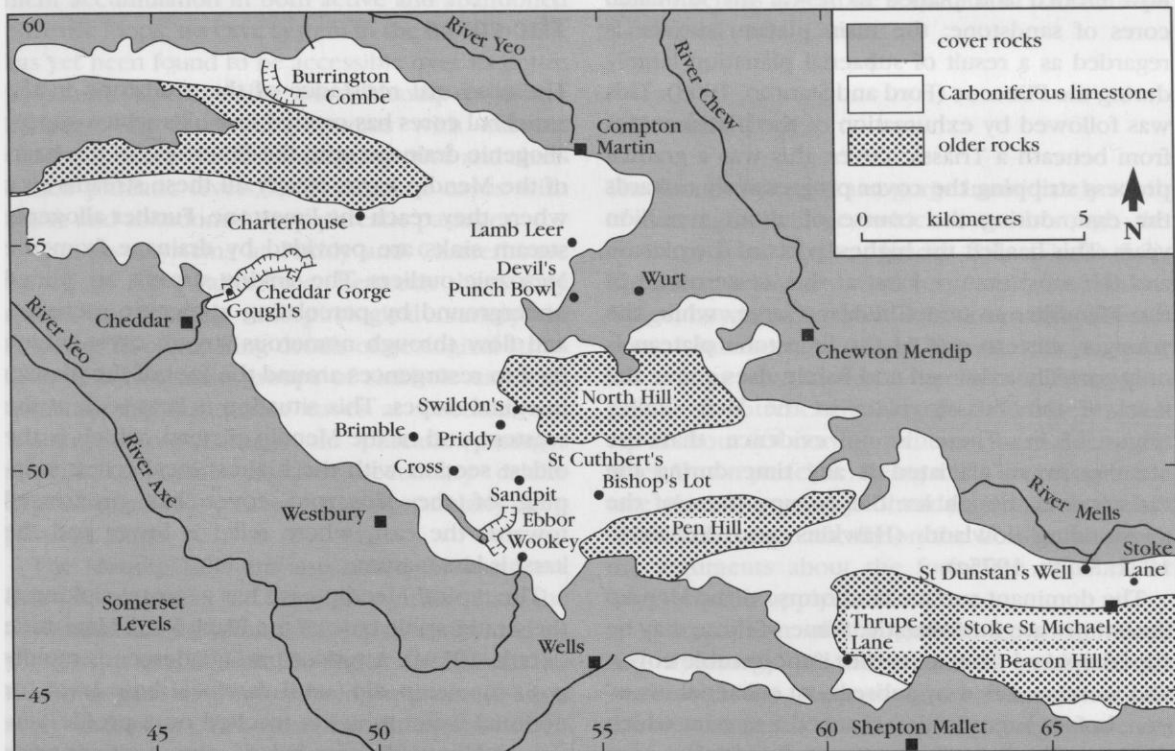 60
River Yeo
65
River Chew
cover rocks
Burrington
Combe
Carboniferous limestone
Compton
Martin
older rocks
0 kilometres 5
N
55
Charterhouse
Lamb Leer
Devil's
Punch Bowl
Wurt
Cheddar Gorge
Gough's
Cheddar
River Yeo
Chewton Mendip
North Hill
Swildon's
Brimble
Priddy
50
Cross
St Cuthbert's
River Axe
Sandpit
Bishop's Lot
Westbury
Ebbor
Pen Hill
River Mells
Wookey
Stoke
Lane
St Dunstan's Well
Somerset
Levels
Thrupe
Lane
Stoke St Michael
Beacon Hill
45
Wells
45
50
55
60
65
Shepton Mallet